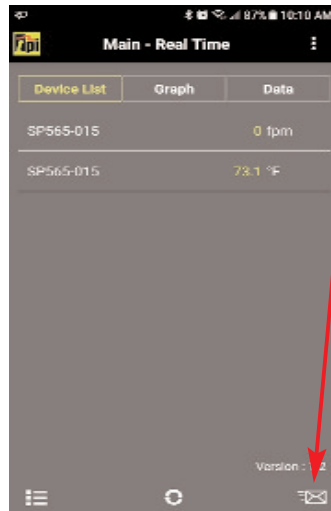 87% 10:10 AM
tpi Main - Real Time
Device List Graph Data
SP565-015 0 fpm
SP565-015 73.1 °F
Version :